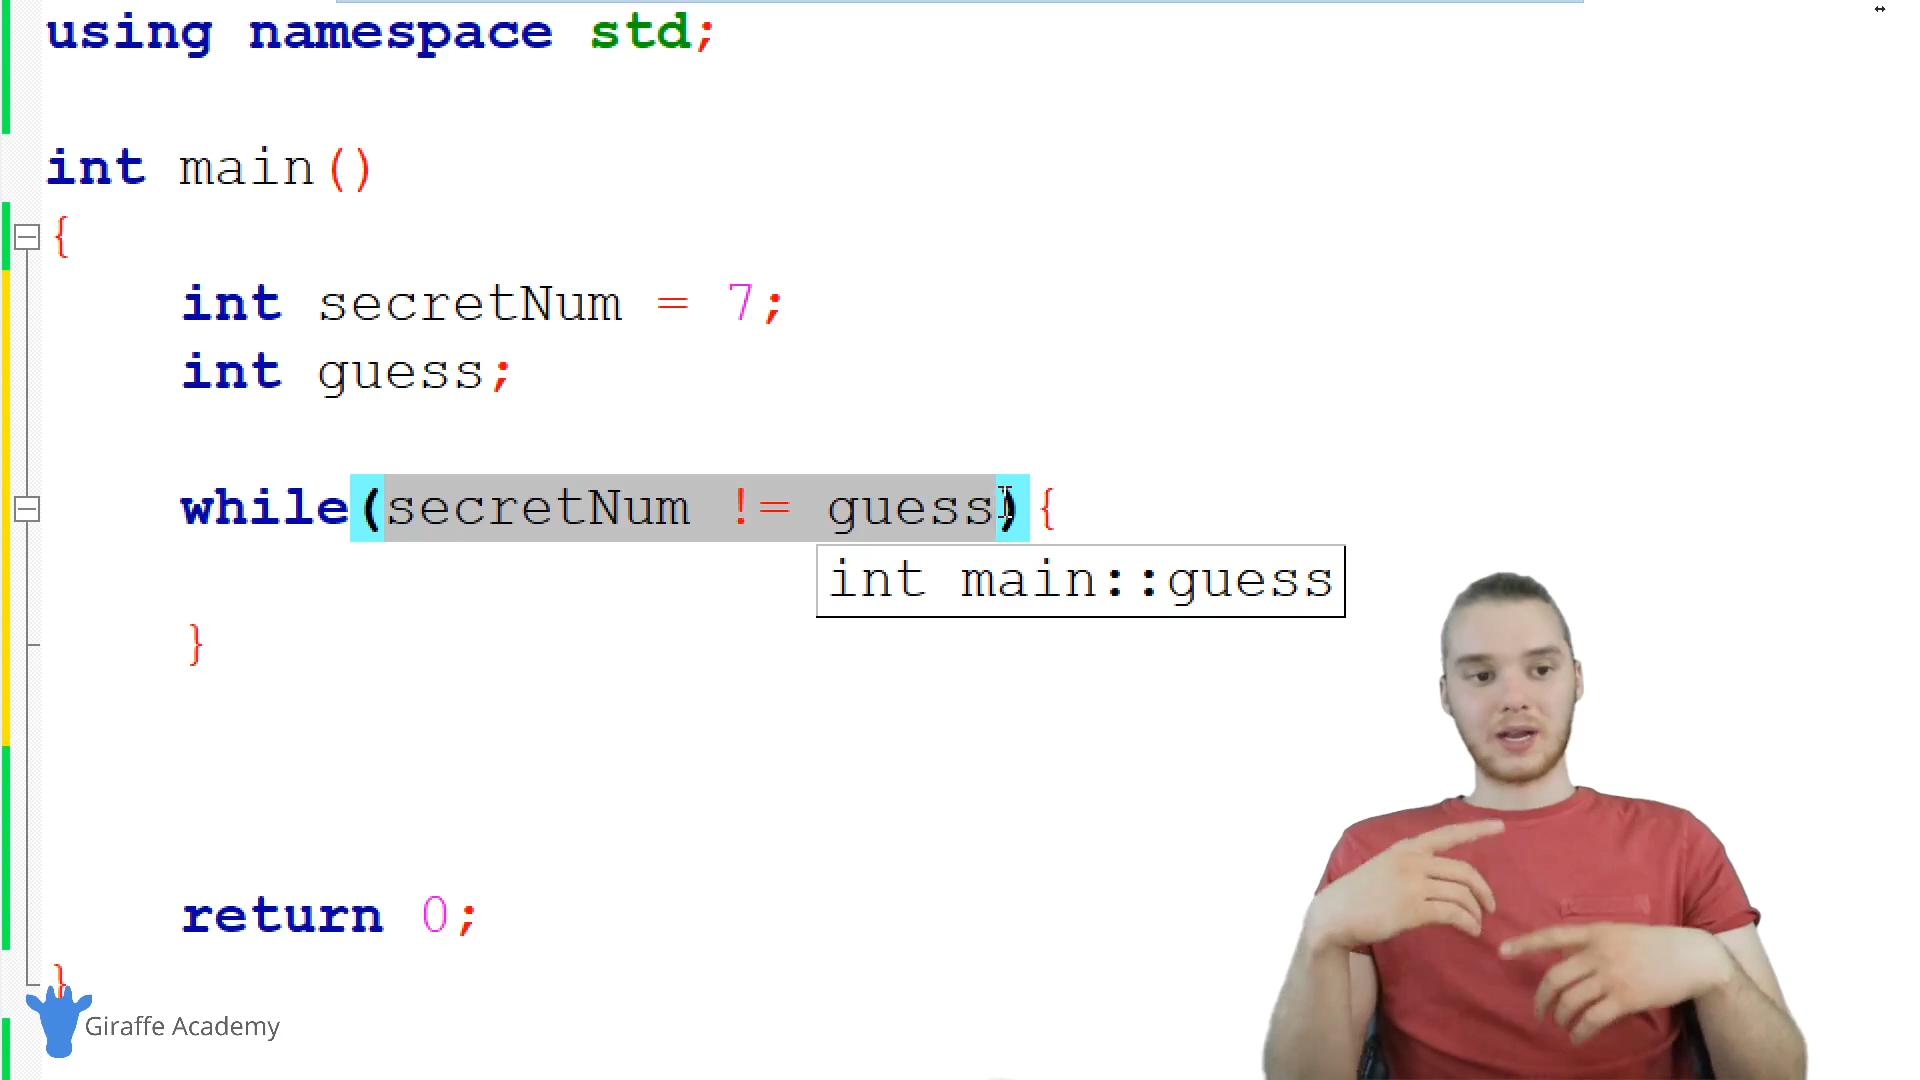 using namespace std;
int main()
{
int secretNum = 7;
int guess;
while(secretNum != guess){
int main::guess
}
return 0;
}
Giraffe Academy